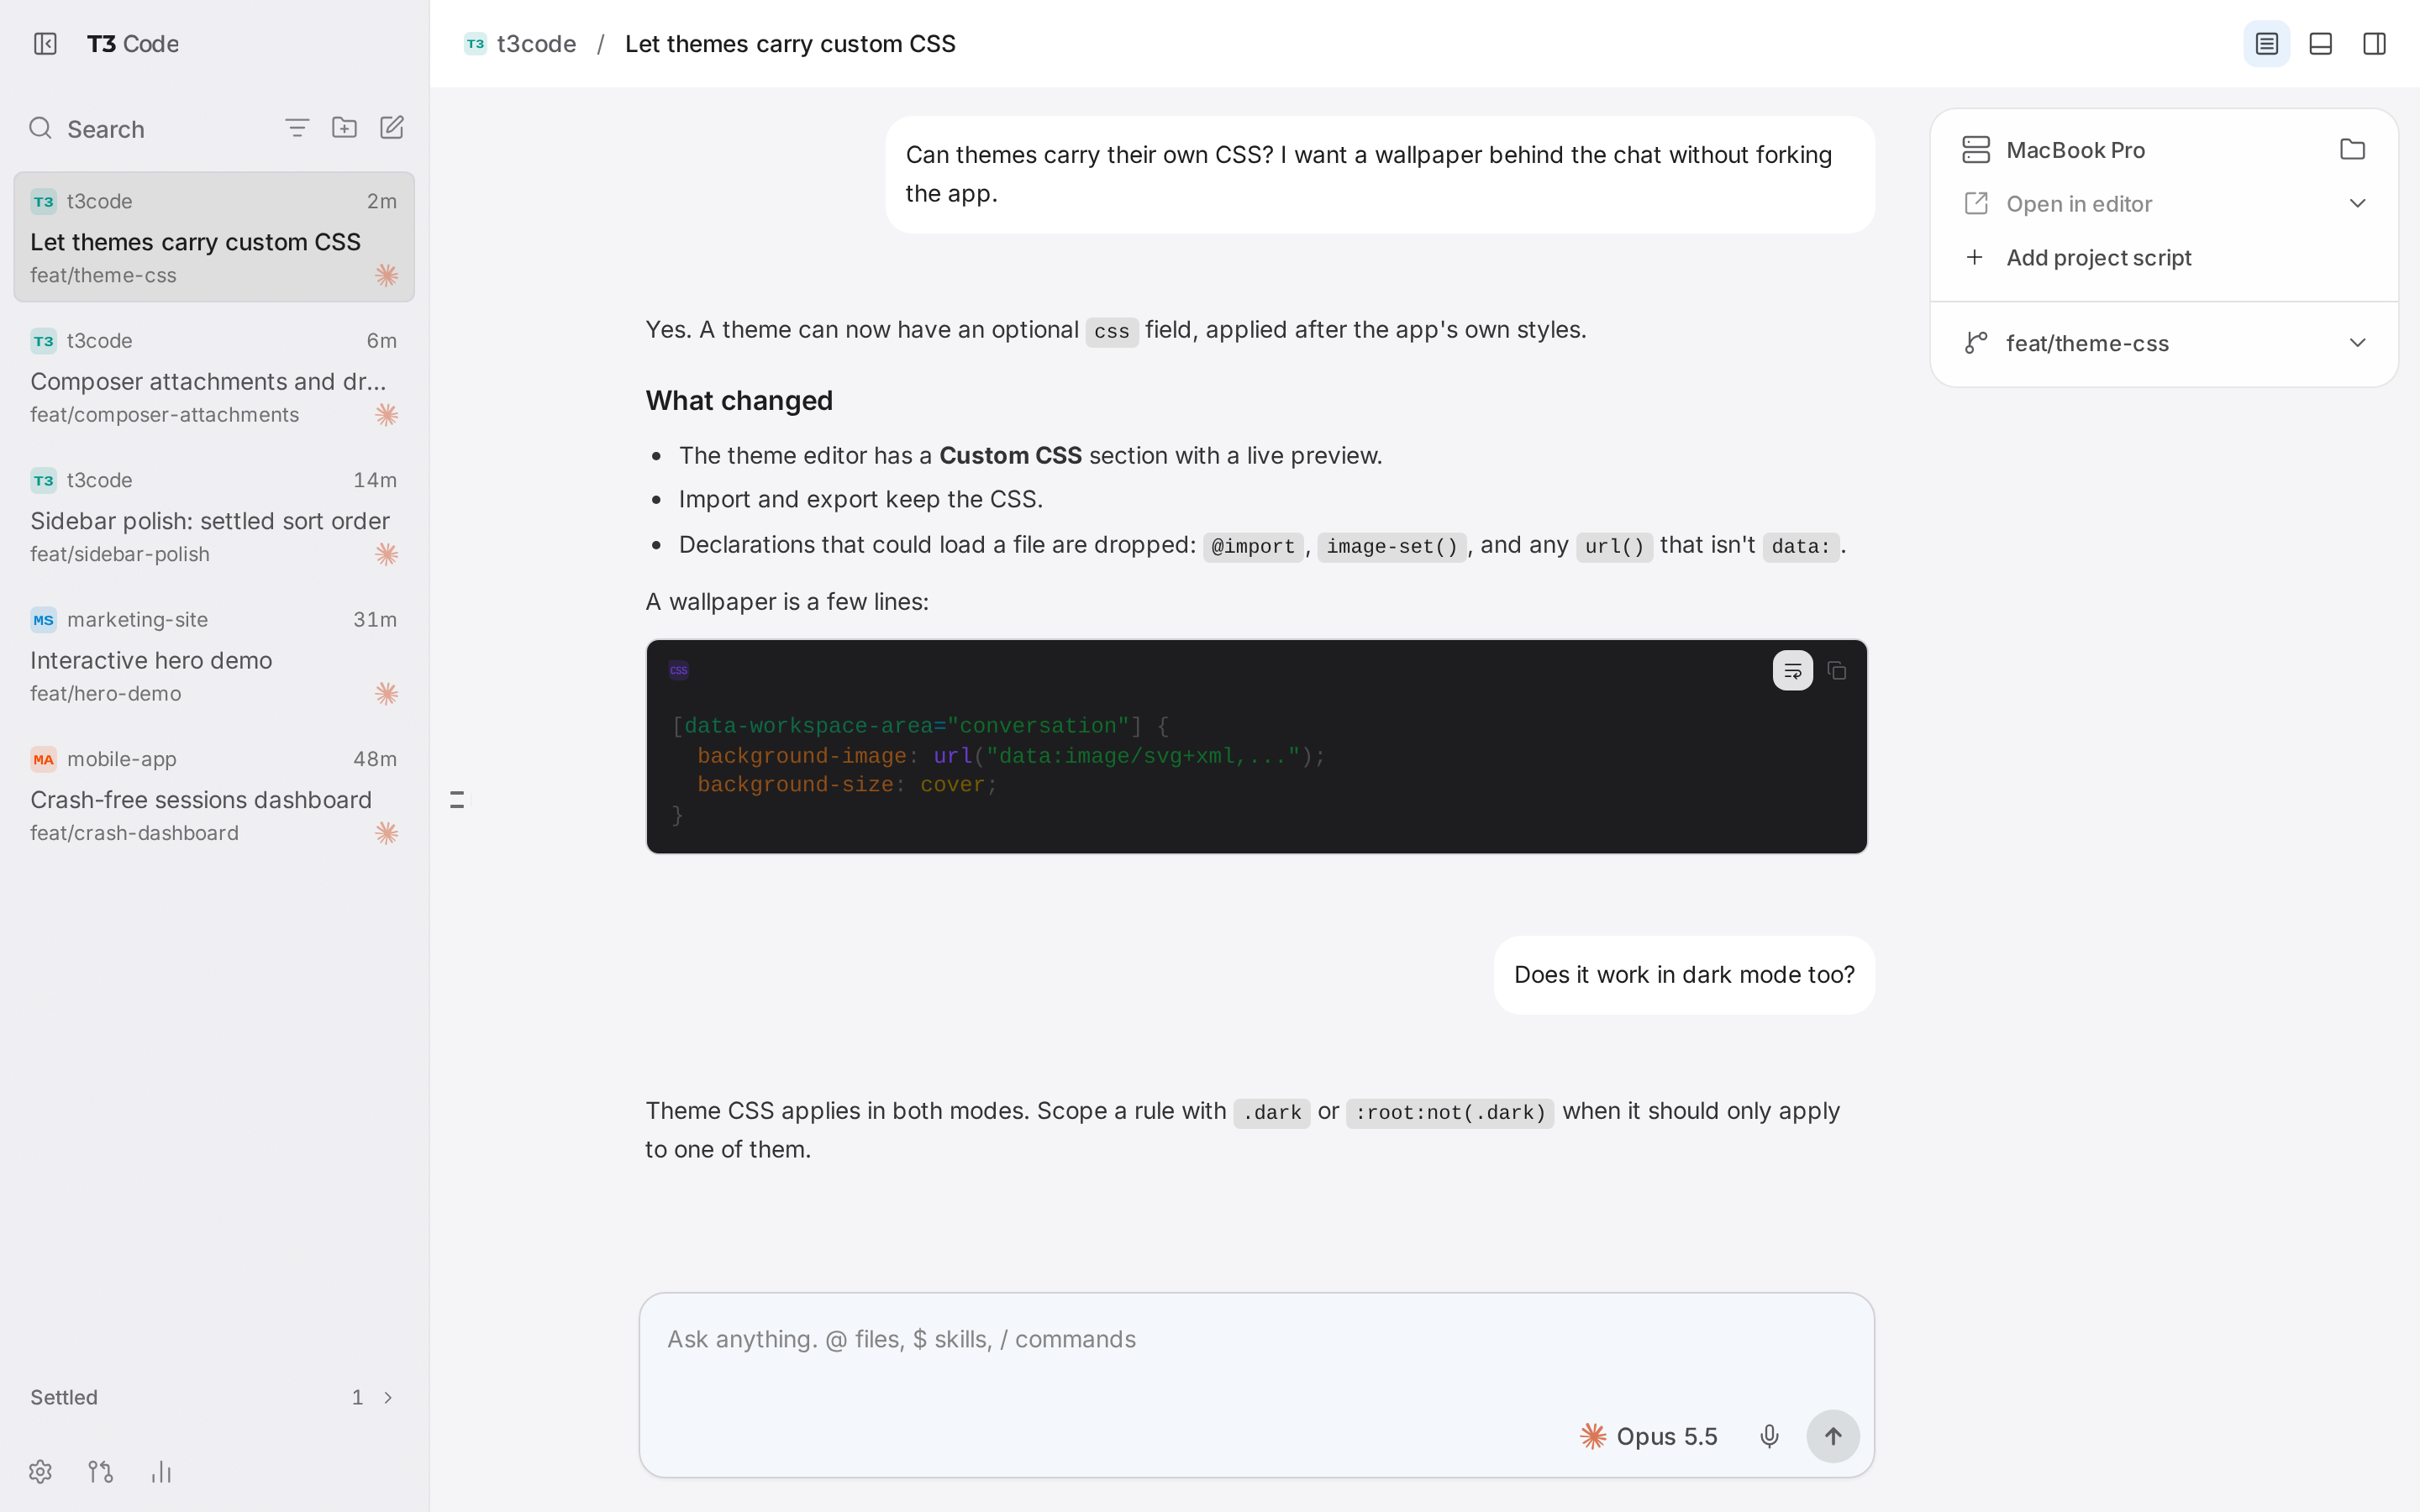 T3 Code
Search
T3 t3code 2m
Let themes carry custom CSS
feat/theme-css
T3 t3code 6m
Composer attachments and dr...
feat/composer-attachments
T3 t3code 14m
Sidebar polish: settled sort order
feat/sidebar-polish
MS marketing-site 31m
Interactive hero demo
feat/hero-demo
MA mobile-app 48m
Crash-free sessions dashboard
feat/crash-dashboard
Settled 1
T3 t3code / Let themes carry custom CSS
Can themes carry their own CSS? I want a wallpaper behind the chat without forking
the app.
Yes. A theme can now have an optional css field, applied after the app's own styles.
What changed
• The theme editor has a Custom CSS section with a live preview.
• Import and export keep the CSS.
• Declarations that could load a file are dropped: @import, image-set(), and any url() that isn't data:.
A wallpaper is a few lines:
CSS
[data-workspace-area="conversation"] {
  background-image: url("data:image/svg+xml,...");
  background-size: cover;
}
Does it work in dark mode too?
Theme CSS applies in both modes. Scope a rule with .dark or :root:not(.dark) when it should only apply
to one of them.
Ask anything. @ files, $ skills, / commands
Opus 5.5
MacBook Pro
Open in editor
Add project script
feat/theme-css